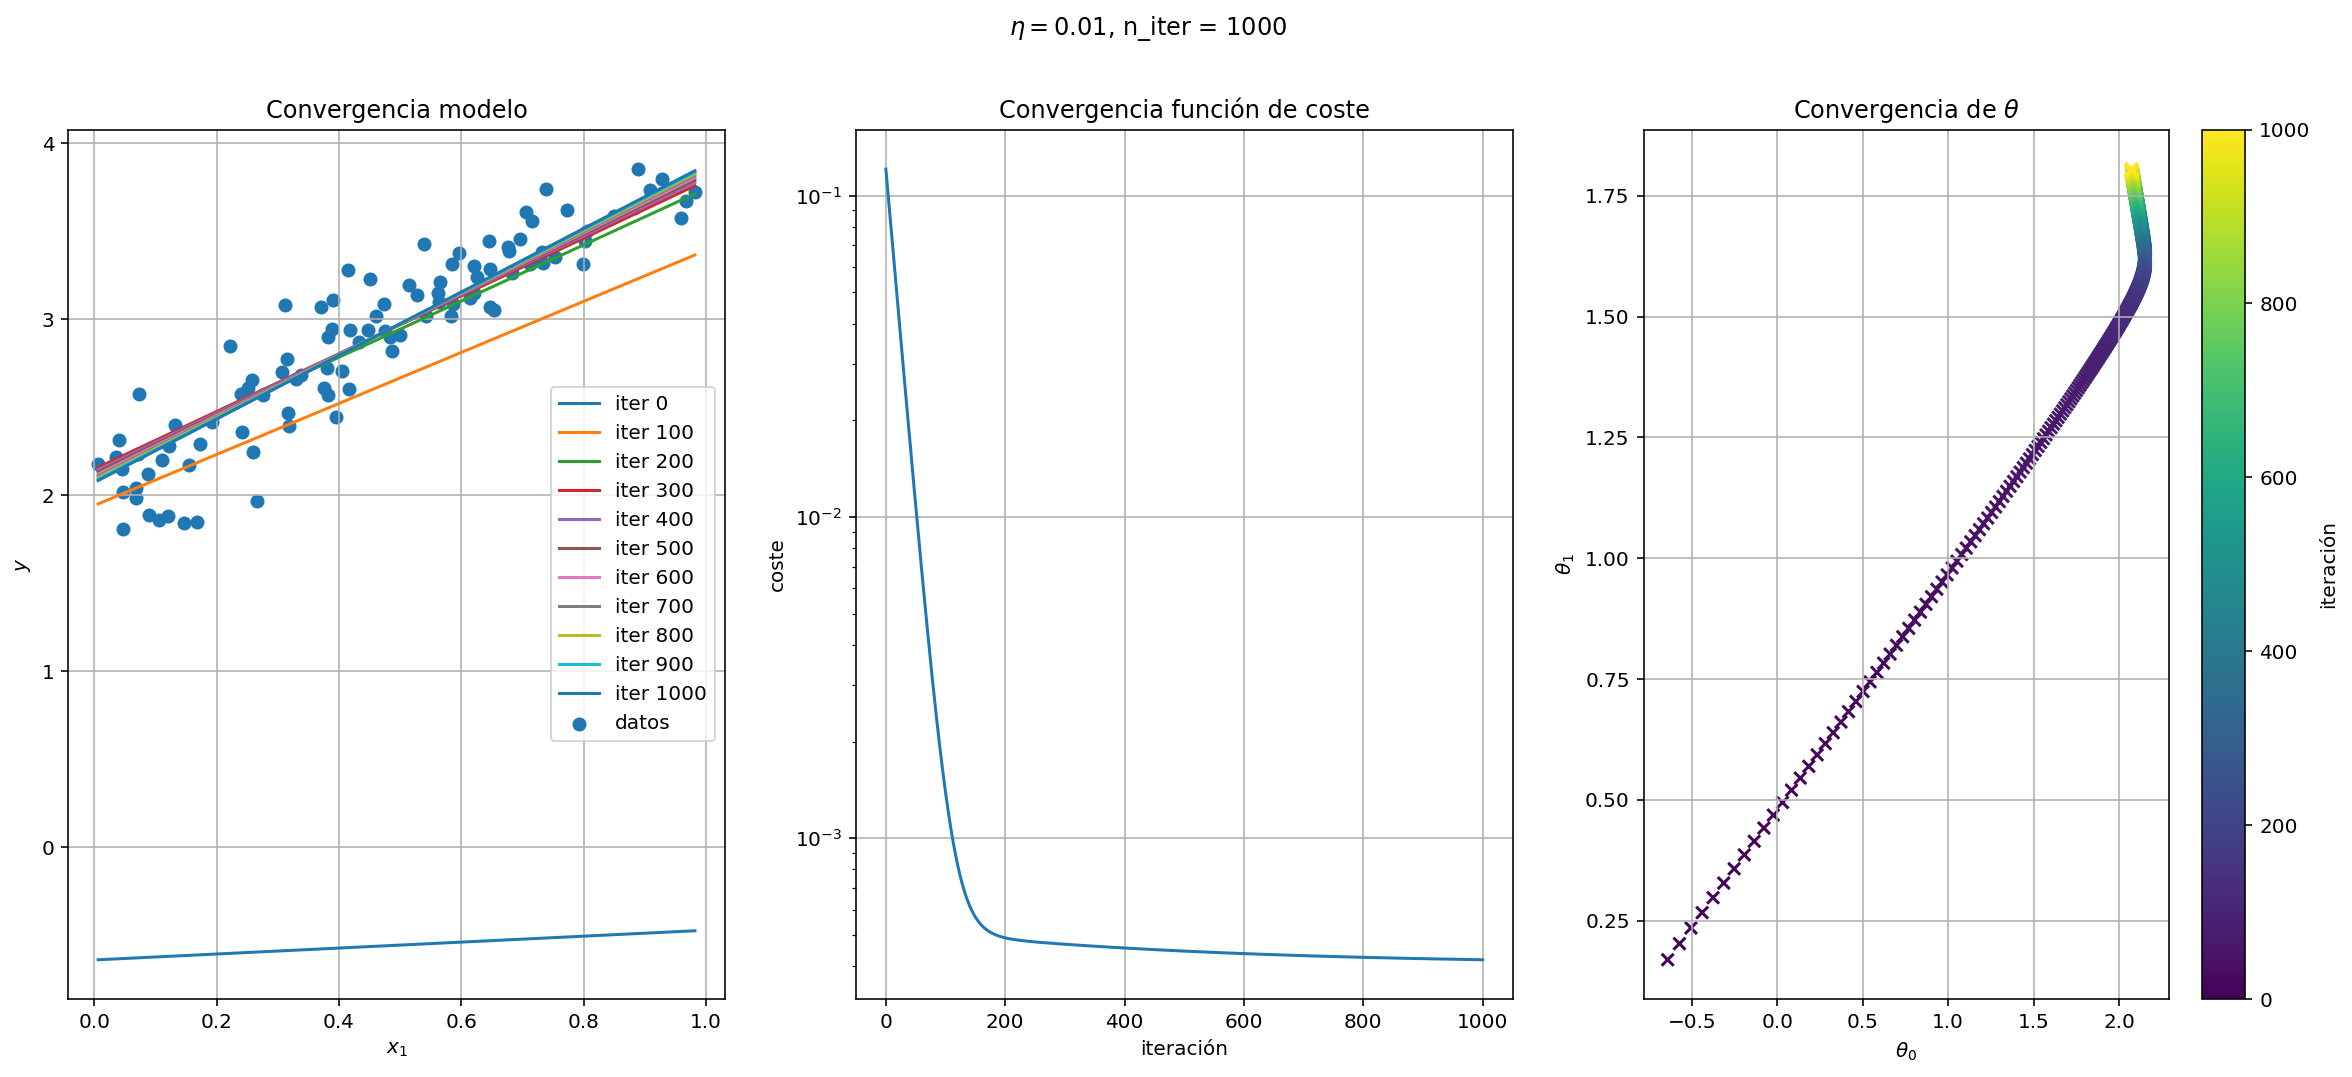 η = 0.01, n_iter = 1000
Convergencia modelo
4
3
2
1
0
y
0.0 0.2 0.4 0.6 0.8 1.0
x₁
iter 0
iter 100
iter 200
iter 300
iter 400
iter 500
iter 600
iter 700
iter 800
iter 900
iter 1000
datos
Convergencia función de coste
10⁻¹
10⁻²
10⁻³
coste
0 200 400 600 800 1000
iteración
Convergencia de θ
1.75
1.50
1.25
1.00
0.75
0.50
0.25
θ₁
−0.5 0.0 0.5 1.0 1.5 2.0
θ₀
1000
800
600
400
200
0
iteración